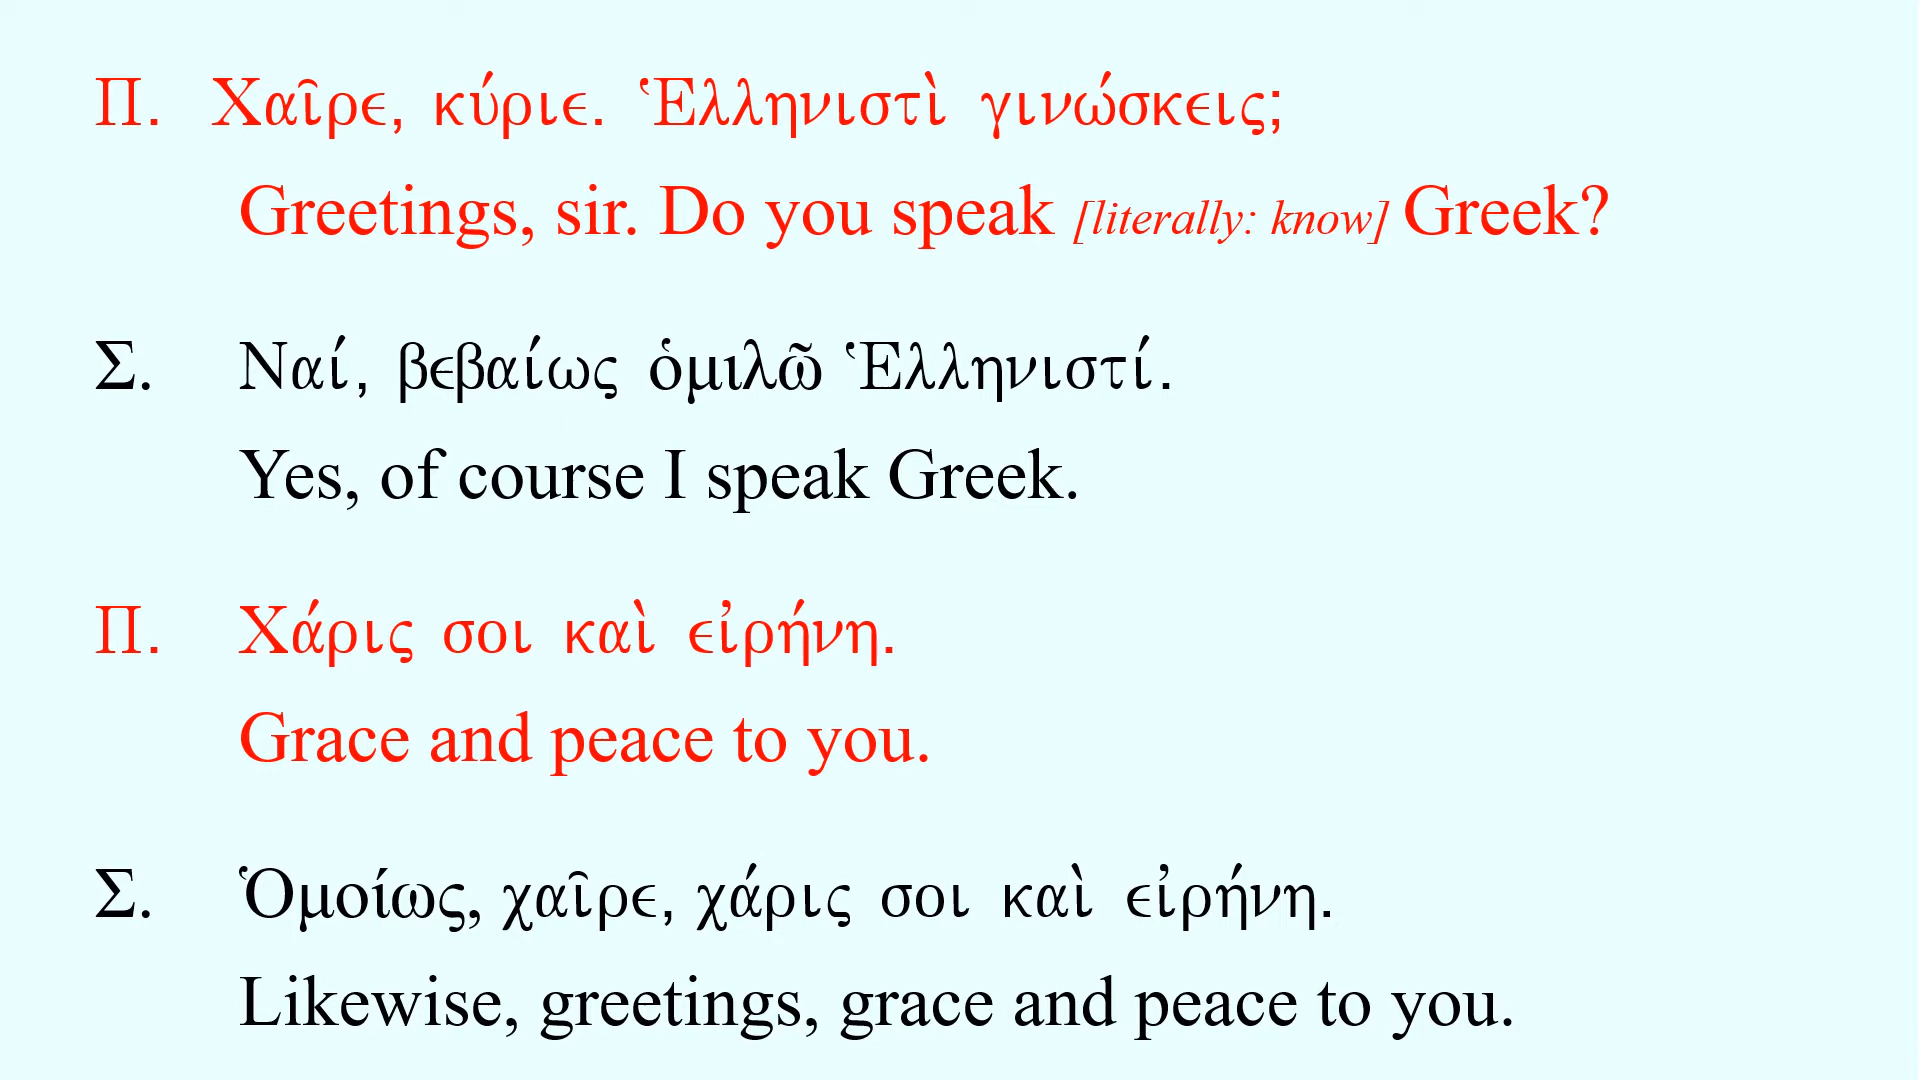 Π. Χαῖρε, κύριε. Ἑλληνιστὶ γινώσκεις;
Greetings, sir. Do you speak [literally: know] Greek?
Σ. Ναί, βεβαίως ὁμιλῶ Ἑλληνιστί.
Yes, of course I speak Greek.
Π. Χάρις σοι καὶ εἰρήνη.
Grace and peace to you.
Σ. Ὁμοίως, χαῖρε, χάρις σοι καὶ εἰρήνη.
Likewise, greetings, grace and peace to you.